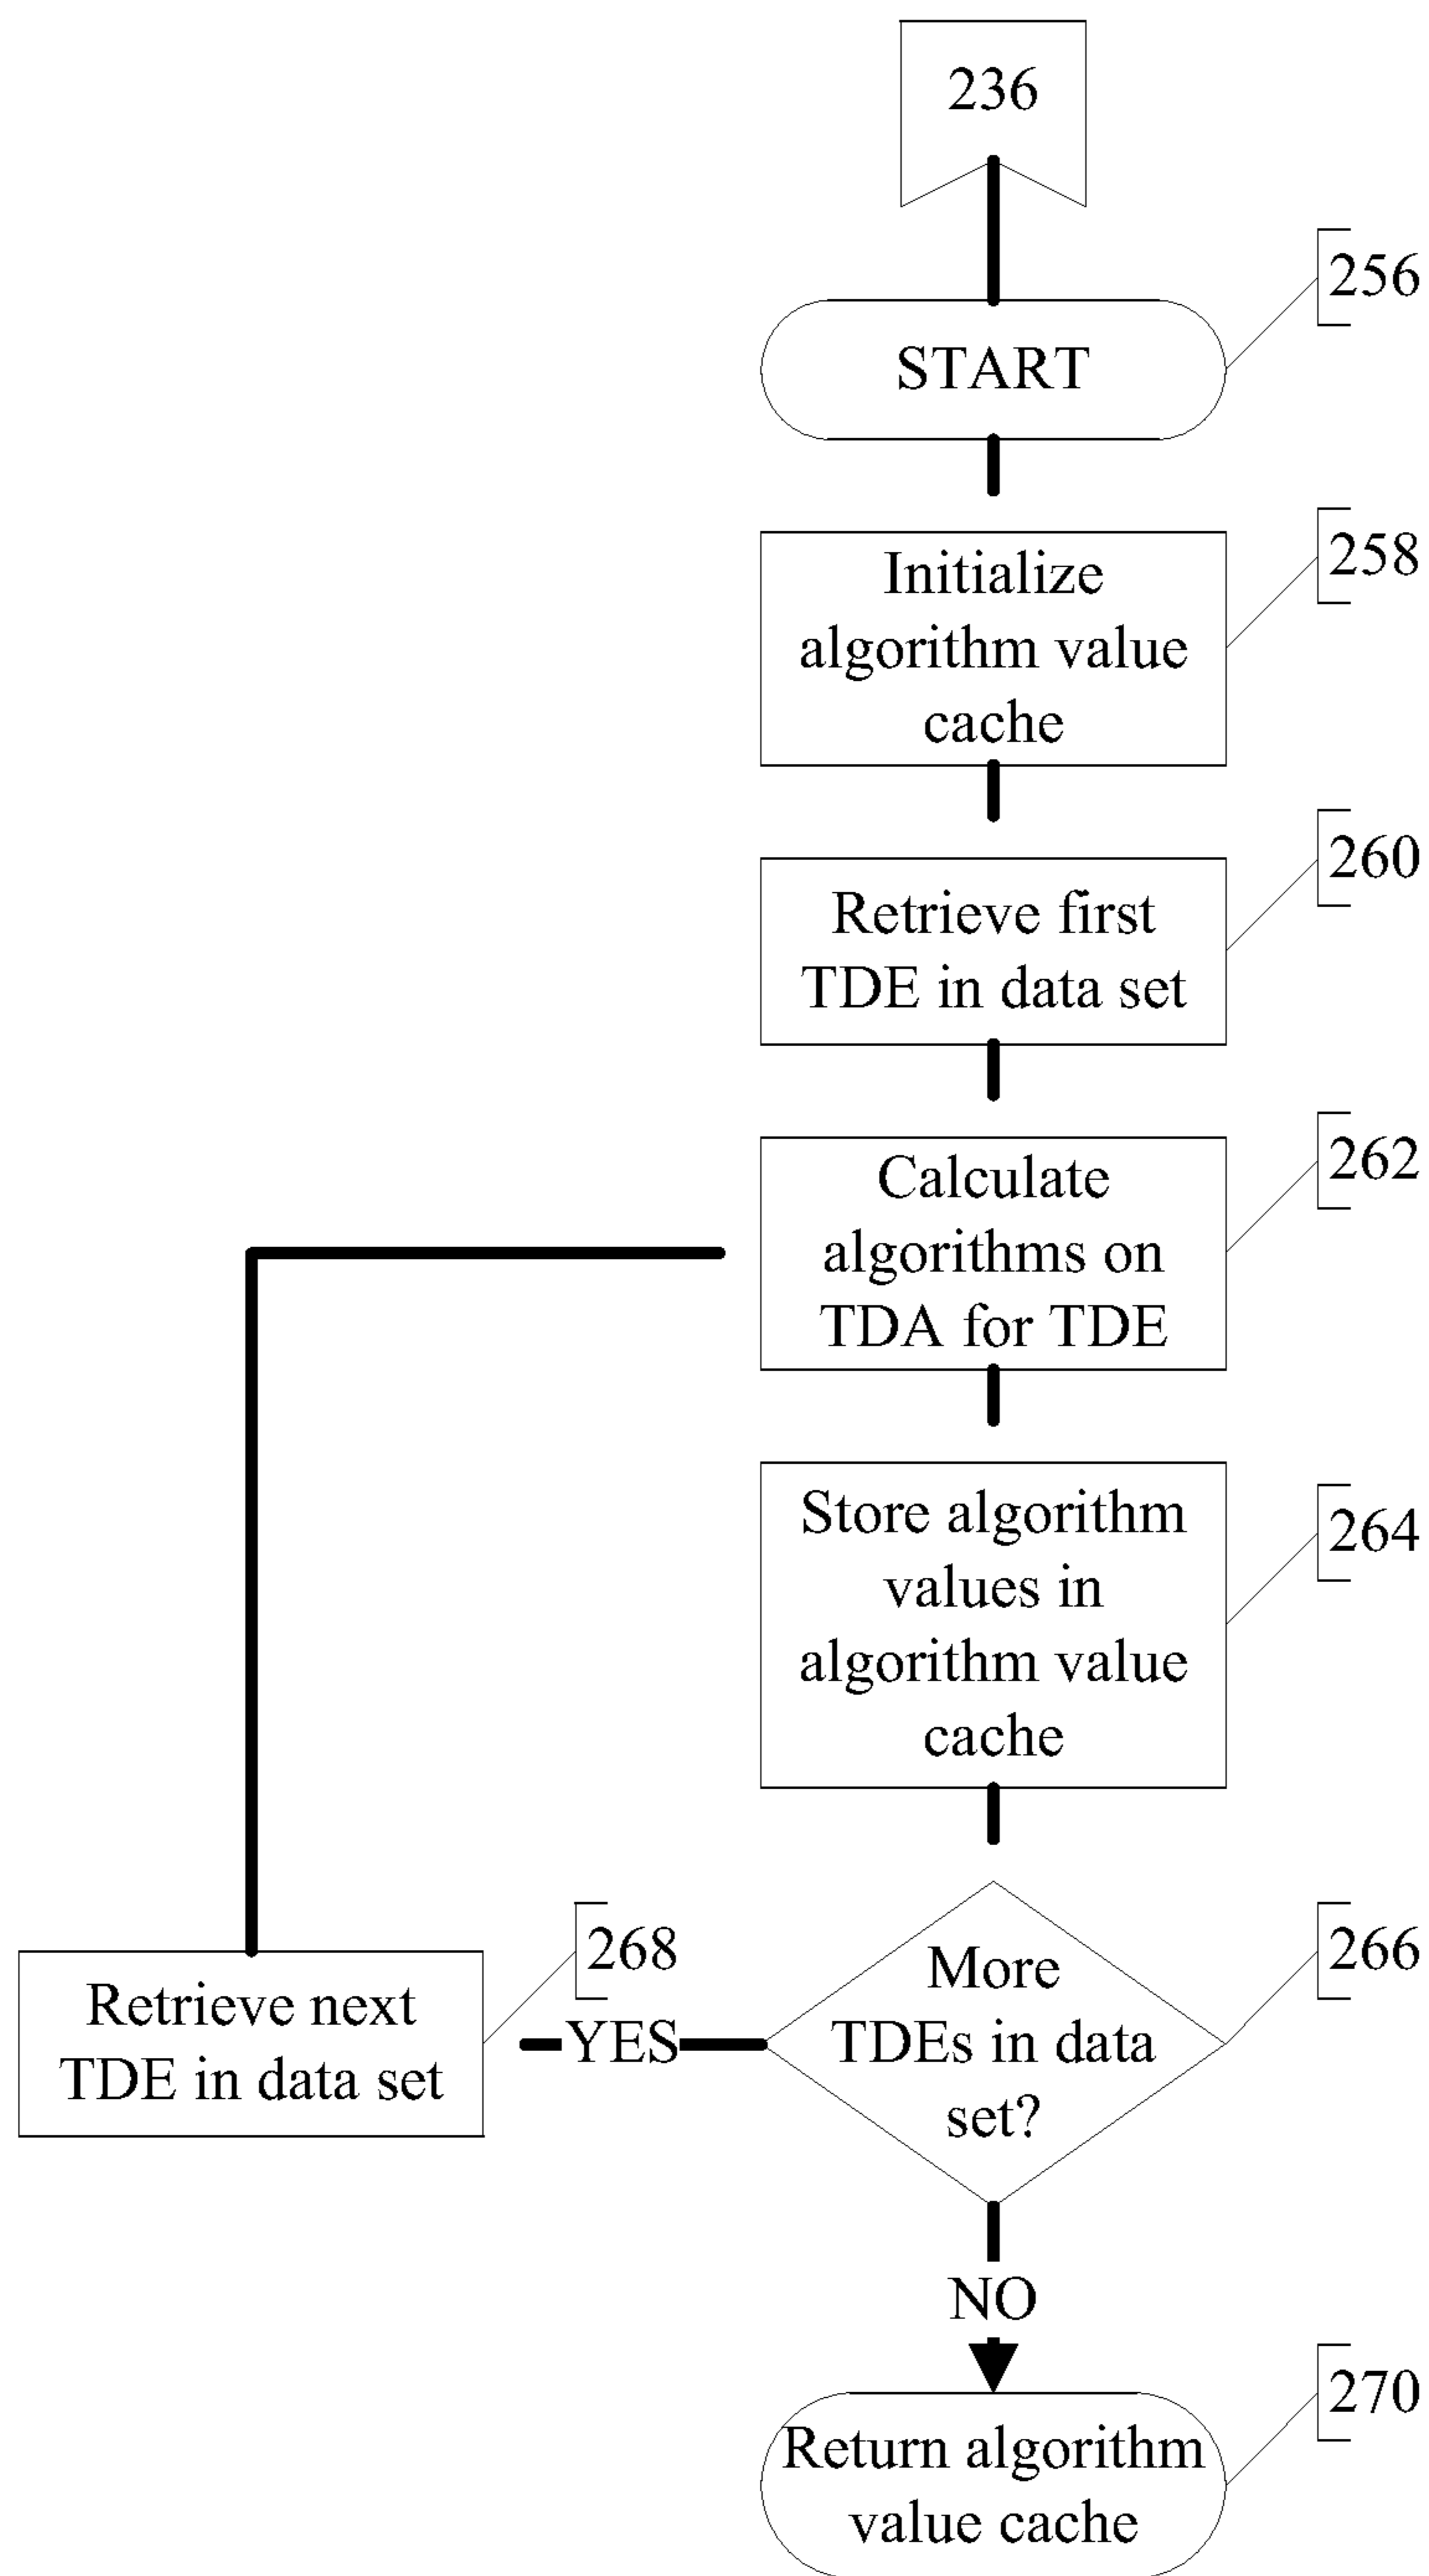 236
256
START
258
Initialize
algorithm value
cache
260
Retrieve first
TDE in data set
262
Calculate
algorithms on
TDA for TDE
264
Store algorithm
values in
algorithm value
cache
268
266
More
TDEs in data
set?
YES
Retrieve next
TDE in data set
NO
270
Return algorithm
value cache